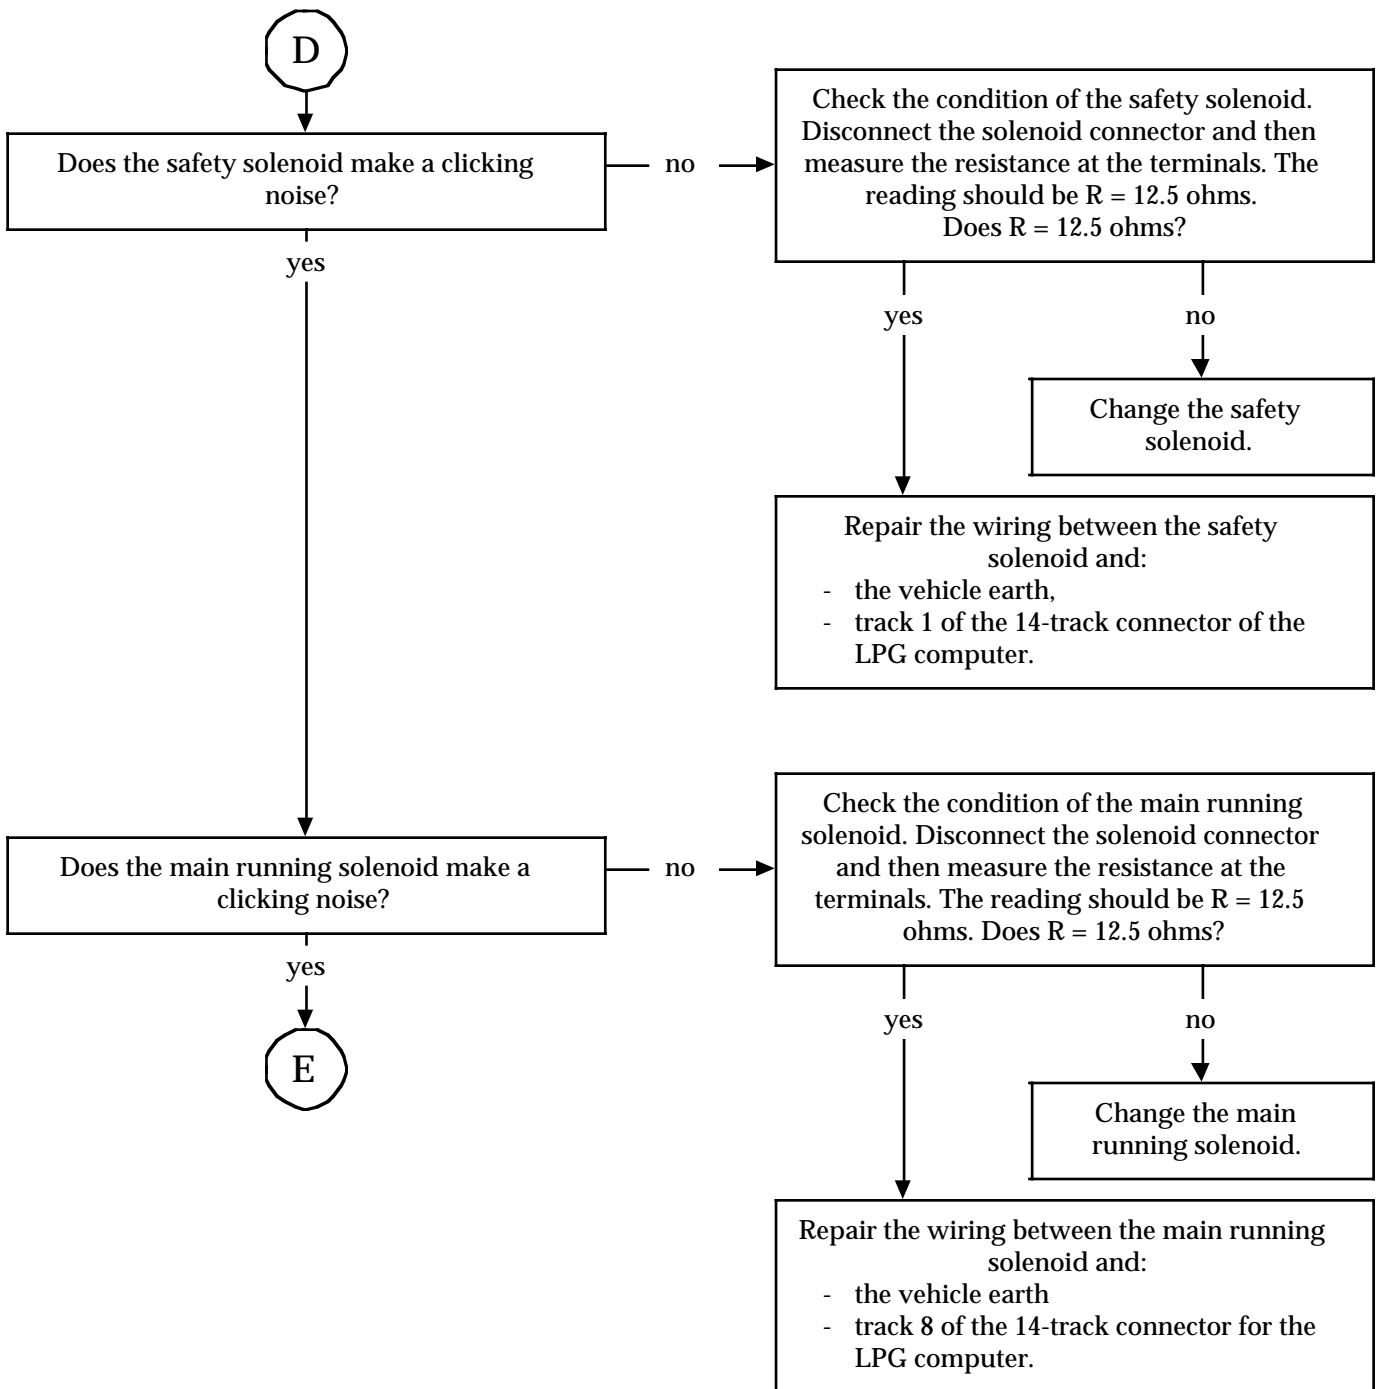 D
Does the safety solenoid make a clicking
noise?
no
Check the condition of the safety solenoid.
Disconnect the solenoid connector and then
measure the resistance at the terminals. The
reading should be R = 12.5 ohms.
Does R = 12.5 ohms?
yes
yes
no
Change the safety
solenoid.
Repair the wiring between the safety
solenoid and:
- the vehicle earth,
- track 1 of the 14-track connector of the
LPG computer.
Does the main running solenoid make a
clicking noise?
no
Check the condition of the main running
solenoid. Disconnect the solenoid connector
and then measure the resistance at the
terminals. The reading should be R = 12.5
ohms. Does R = 12.5 ohms?
yes
E
yes
no
Change the main
running solenoid.
Repair the wiring between the main running
solenoid and:
- the vehicle earth
- track 8 of the 14-track connector for the
LPG computer.